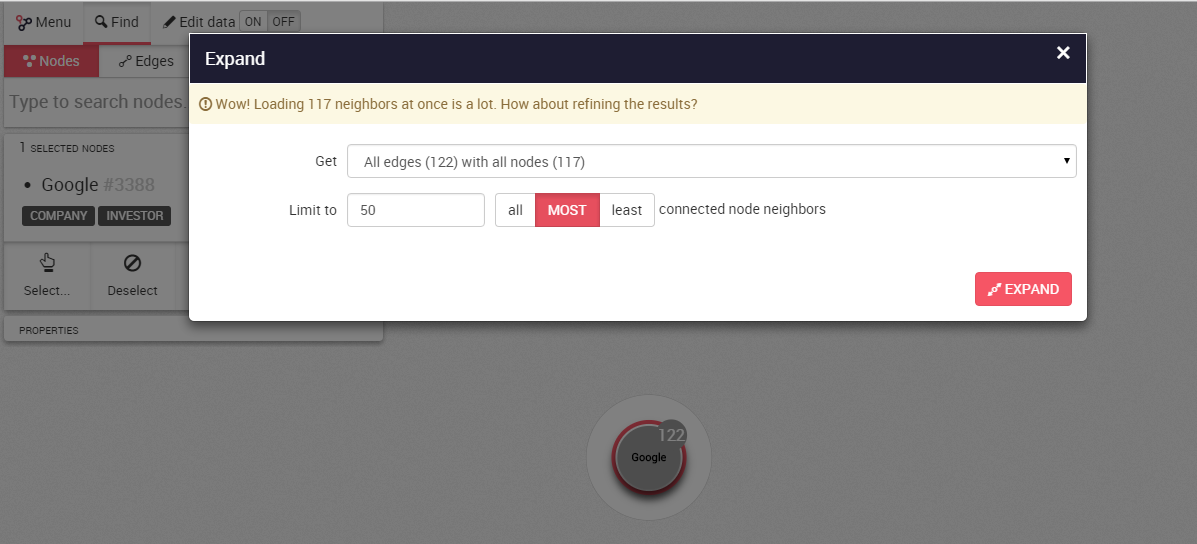 Menu Find Edit data ON OFF
Nodes Edges
Type to search nodes.
1 SELECTED NODES
Google #3388
COMPANY INVESTOR
Select... Deselect
PROPERTIES
Expand
Wow! Loading 117 neighbors at once is a lot. How about refining the results?
Get All edges (122) with all nodes (117)
Limit to 50 all MOST least connected node neighbors
EXPAND
122
Google